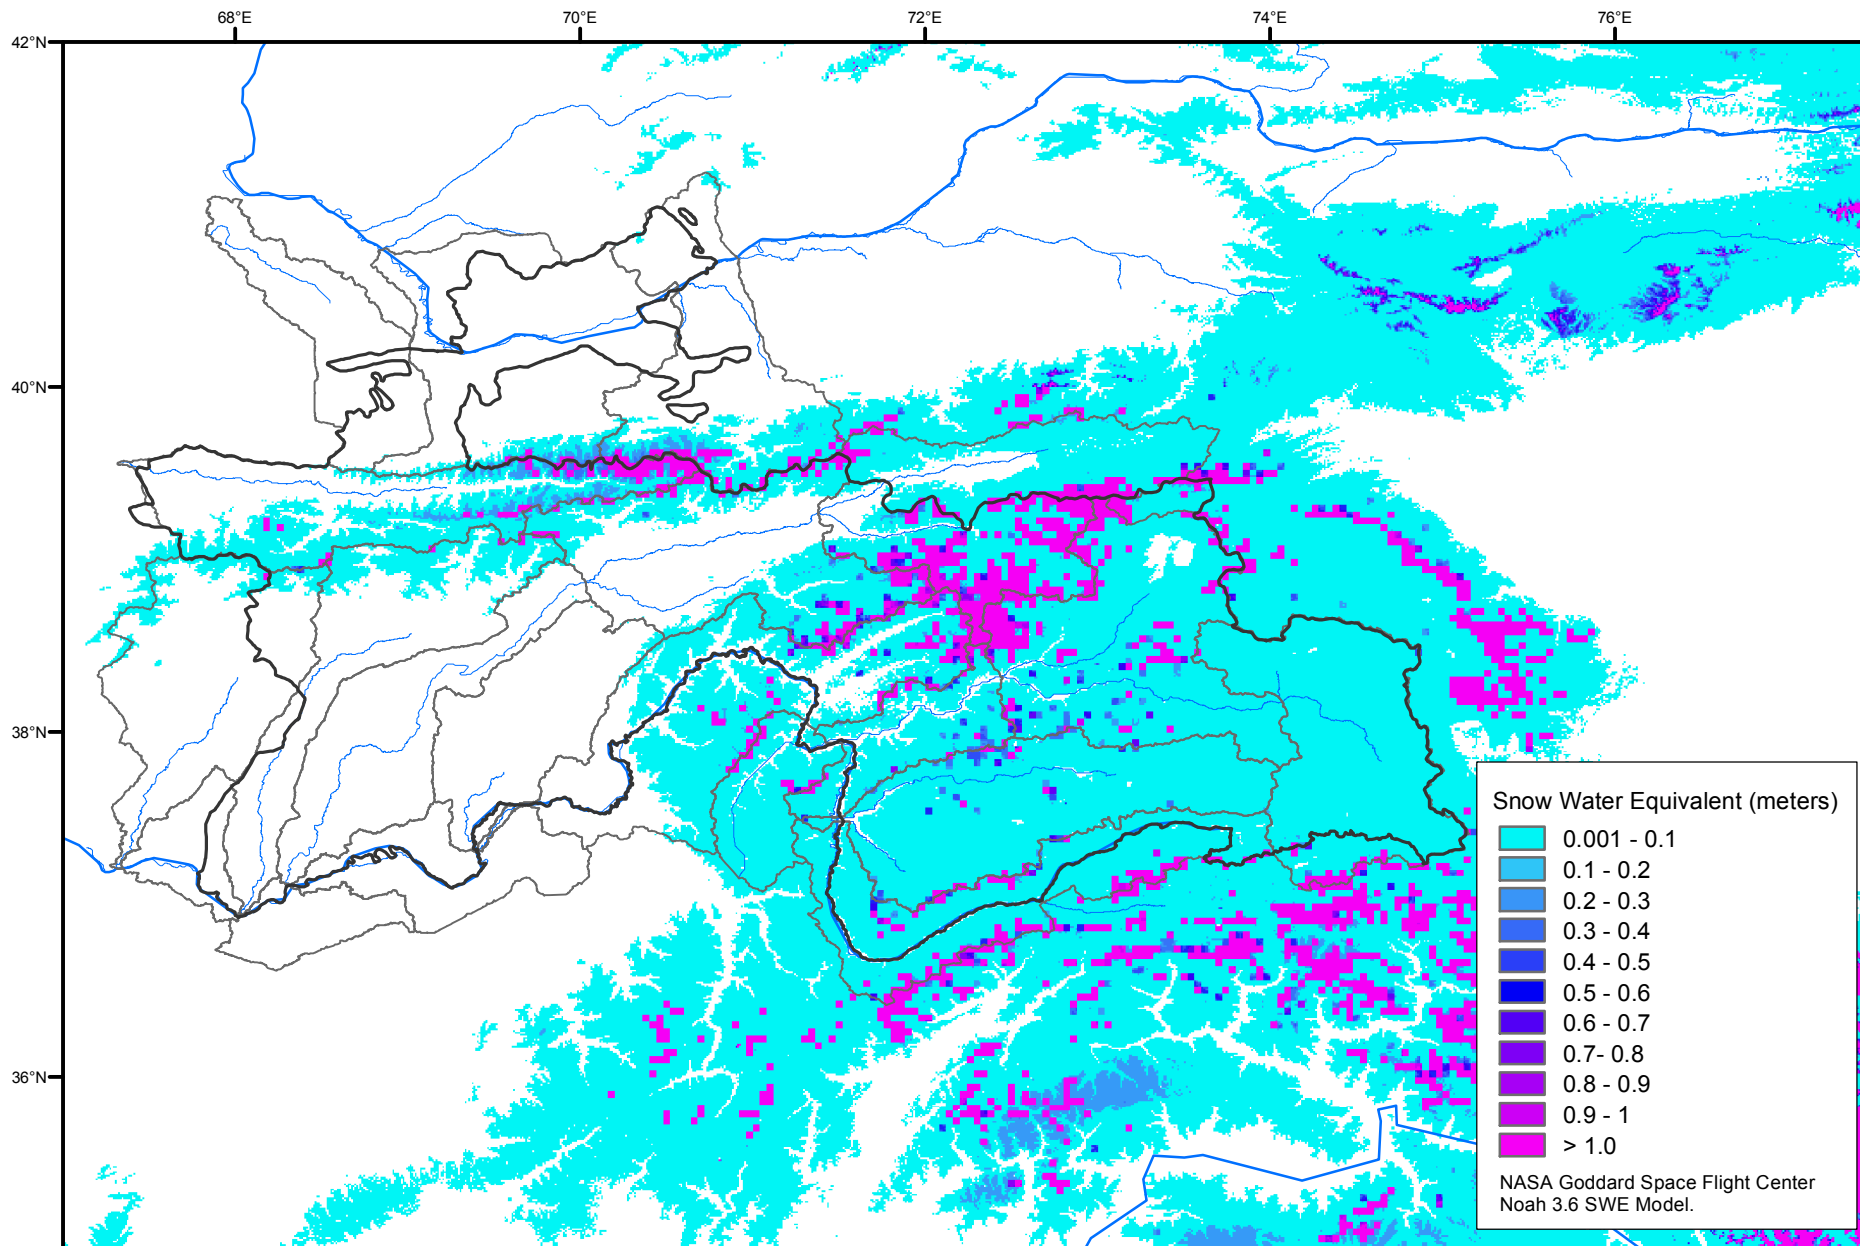 68°E
70°E
72°E
74°E
76°E
42°N
40°N
38°N
36°N
Snow Water Equivalent (meters)
0.001 - 0.1
0.1 - 0.2
0.2 - 0.3
0.3 - 0.4
0.4 - 0.5
0.5 - 0.6
0.6 - 0.7
0.7- 0.8
0.8 - 0.9
0.9 - 1
> 1.0
NASA Goddard Space Flight Center
Noah 3.6 SWE Model.